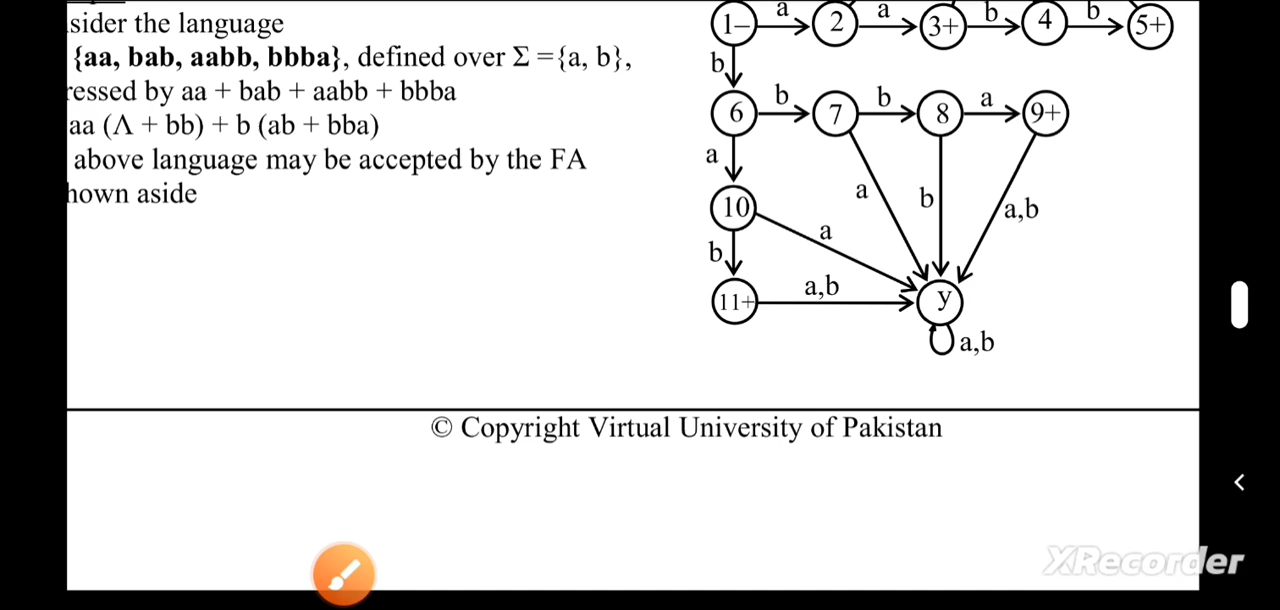 sider the language
{aa, bab, aabb, bbba}, defined over Σ ={a, b},
ressed by aa + bab + aabb + bbba
aa (Λ + bb) + b (ab + bba)
above language may be accepted by the FA
hown aside
1– a 2 a 3+ b 4 b 5+
b
6 b 7 b 8 a 9+
a
a b a,b
10 a
b
11+ a,b y
a,b
© Copyright Virtual University of Pakistan
XRecorder